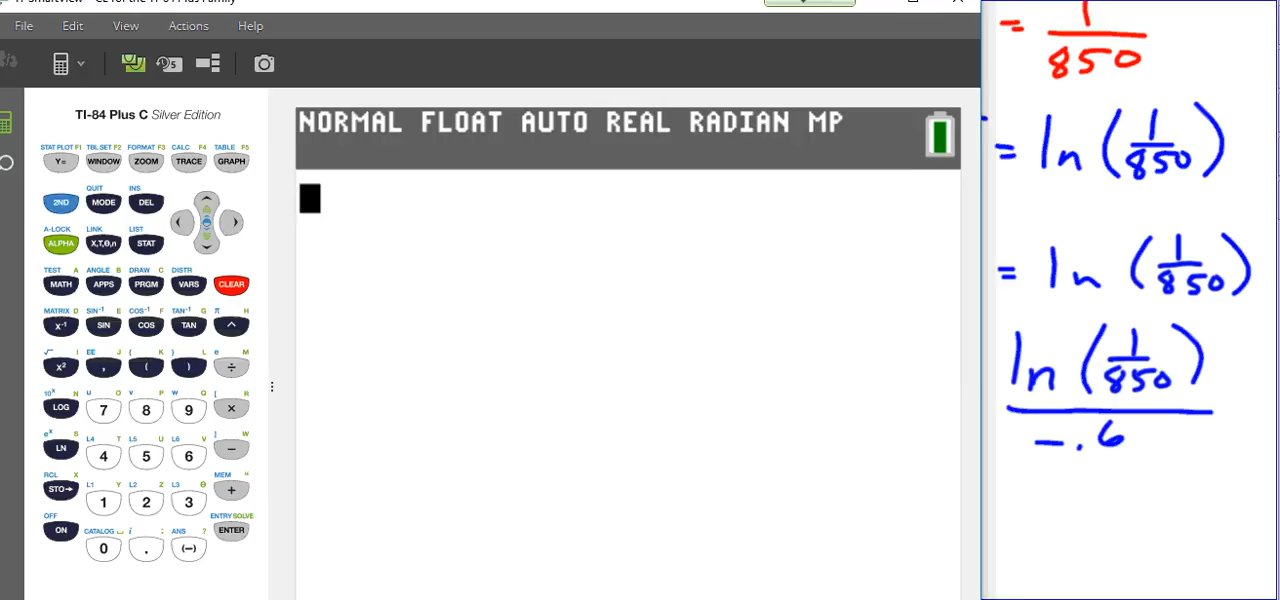 File Edit View Actions Help
TI-84 Plus C Silver Edition
NORMAL FLOAT AUTO REAL RADIAN MP
STAT PLOT F1 TBL SET F2 FORMAT F3 CALC F4 TABLE F5
Y= WINDOW ZOOM TRACE GRAPH
QUIT INS
2ND MODE DEL
A-LOCK LINK LIST
ALPHA X,T,θ,n STAT
TEST A ANGLE B DRAW C DISTR
MATH APPS PRGM VARS CLEAR
MATRIX D SIN⁻¹ E COS⁻¹ F TAN⁻¹ G π H
x⁻¹ SIN COS TAN ^
√ I EE J { K } L e M
x² , ( ) ÷
10ˣ N u O v P w Q [ R
LOG 7 8 9 ×
eˣ S L4 T L5 U L6 V ] W
LN 4 5 6 −
RCL X L1 Y L2 Z L3 θ MEM "
STO→ 1 2 3 +
OFF CATALOG ⎵ i : ANS ? ENTRY SOLVE
ON 0 . (−) ENTER
= 1/850
= ln(1/850)
= ln(1/850)
ln(1/850)
-.6